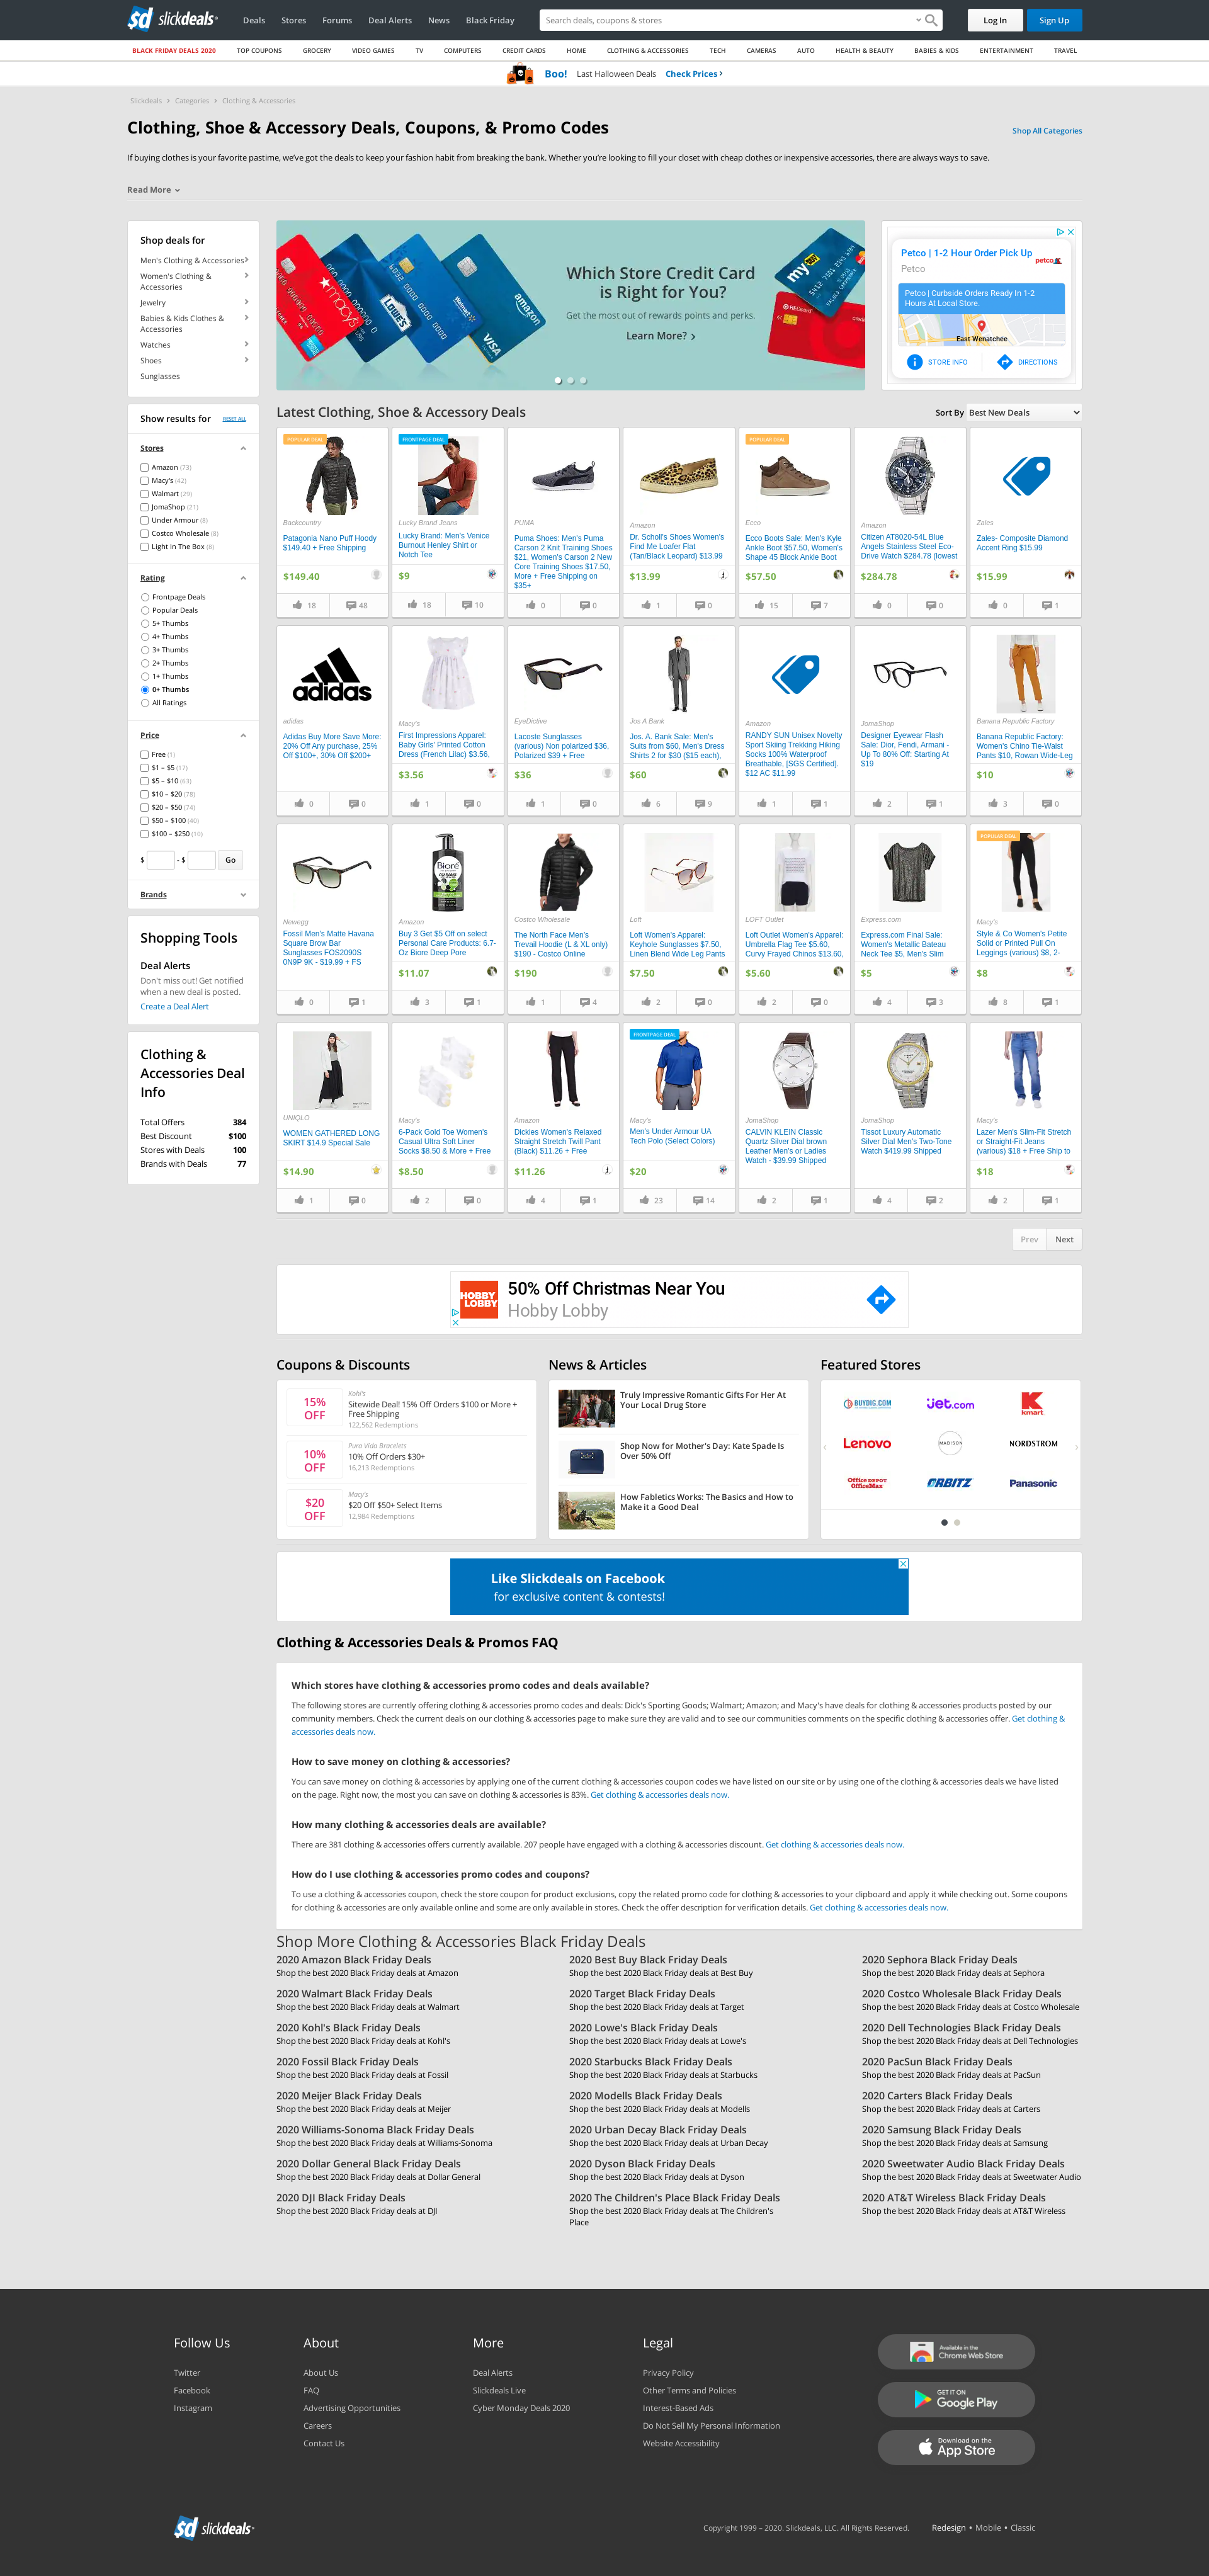 slickdeals
Deals
Stores
Forums
Deal Alerts
News
Black Friday
Search deals, coupons & stores
Log In
Sign Up
BLACK FRIDAY DEALS 2020
TOP COUPONS
GROCERY
VIDEO GAMES
TV
COMPUTERS
CREDIT CARDS
HOME
CLOTHING & ACCESSORIES
TECH
CAMERAS
AUTO
HEALTH & BEAUTY
BABIES & KIDS
ENTERTAINMENT
TRAVEL
Boo! Last Halloween Deals Check Prices
Slickdeals > Categories > Clothing & Accessories
Clothing, Shoe & Accessory Deals, Coupons, & Promo Codes
Shop All Categories
If buying clothes is your favorite pastime, we've got the deals to keep your fashion habit from breaking the bank. Whether you're looking to fill your closet with cheap clothes or inexpensive accessories, there are always ways to save.
Read More
Shop deals for
Men's Clothing & Accessories
Women's Clothing &
Accessories
Jewelry
Babies & Kids Clothes &
Accessories
Watches
Shoes
Sunglasses
Show results for
RESET ALL
Stores
Amazon (73)
Macy's (42)
Walmart (29)
JomaShop (21)
Under Armour (8)
Costco Wholesale (8)
Light In The Box (8)
Rating
Frontpage Deals
Popular Deals
5+ Thumbs
4+ Thumbs
3+ Thumbs
2+ Thumbs
1+ Thumbs
0+ Thumbs
All Ratings
Price
Free (1)
$1 – $5 (17)
$5 – $10 (63)
$10 – $20 (78)
$20 – $50 (74)
$50 – $100 (40)
$100 – $250 (10)
$ - $ Go
Brands
Shopping Tools
Deal Alerts
Don't miss out! Get notified
when a new deal is posted.
Create a Deal Alert
Clothing &
Accessories Deal
Info
Total Offers 384
Best Discount $100
Stores with Deals 100
Brands with Deals 77
Which Store Credit Card
is Right for You?
Get the most out of rewards points and perks.
Learn More?
Petco | 1-2 Hour Order Pick Up
Petco
petco
Petco | Curbside Orders Ready In 1-2
Hours At Local Store.
East Wenatchee
STORE INFO
DIRECTIONS
Latest Clothing, Shoe & Accessory Deals
Sort By Best New Deals
POPULAR DEAL
Backcountry
Patagonia Nano Puff Hoody
$149.40 + Free Shipping
$149.40
18 48
FRONTPAGE DEAL
Lucky Brand Jeans
Lucky Brand: Men's Venice
Burnout Henley Shirt or
Notch Tee
$9
18 10
PUMA
Puma Shoes: Men's Puma
Carson 2 Knit Training Shoes
$21, Women's Carson 2 New
Core Training Shoes $17.50,
More + Free Shipping on
$35+
0 0
Amazon
Dr. Scholl's Shoes Women's
Find Me Loafer Flat
(Tan/Black Leopard) $13.99
$13.99
1 0
POPULAR DEAL
Ecco
Ecco Boots Sale: Men's Kyle
Ankle Boot $57.50, Women's
Shape 45 Block Ankle Boot
$57.50
15 7
Amazon
Citizen AT8020-54L Blue
Angels Stainless Steel Eco-
Drive Watch $284.78 (lowest
$284.78
0 0
Zales
Zales- Composite Diamond
Accent Ring $15.99
$15.99
0 1
adidas
adidas
Adidas Buy More Save More:
20% Off Any purchase, 25%
Off $100+, 30% Off $200+
0 0
Macy's
First Impressions Apparel:
Baby Girls' Printed Cotton
Dress (French Lilac) $3.56,
$3.56
1 0
EyeDictive
Lacoste Sunglasses
(various) Non polarized $36,
Polarized $39 + Free
$36
1 0
Jos A Bank
Jos. A. Bank Sale: Men's
Suits from $60, Men's Dress
Shirts 2 for $30 ($15 each),
$60
6 9
Amazon
RANDY SUN Unisex Novelty
Sport Skiing Trekking Hiking
Socks 100% Waterproof
Breathable, [SGS Certified].
$12 AC $11.99
1 1
JomaShop
Designer Eyewear Flash
Sale: Dior, Fendi, Armani -
Up To 80% Off: Starting At
$19
2 1
Banana Republic Factory
Banana Republic Factory:
Women's Chino Tie-Waist
Pants $10, Rowan Wide-Leg
$10
3 0
Newegg
Fossil Men's Matte Havana
Square Brow Bar
Sunglasses FOS2090S
0N9P 9K - $19.99 + FS
0 1
Bioré
Amazon
Buy 3 Get $5 Off on select
Personal Care Products: 6.7-
Oz Biore Deep Pore
$11.07
3 1
Costco Wholesale
The North Face Men's
Trevail Hoodie (L & XL only)
$190 - Costco Online
$190
1 4
Loft
Loft Women's Apparel:
Keyhole Sunglasses $7.50,
Linen Blend Wide Leg Pants
$7.50
2 0
LOFT Outlet
Loft Outlet Women's Apparel:
Umbrella Flag Tee $5.60,
Curvy Frayed Chinos $13.60,
$5.60
2 0
Express.com
Express.com Final Sale:
Women's Metallic Bateau
Neck Tee $5, Men's Slim
$5
4 3
POPULAR DEAL
Macy's
Style & Co Women's Petite
Solid or Printed Pull On
Leggings (various) $8, 2-
$8
8 1
UNIQLO
WOMEN GATHERED LONG
SKIRT $14.9 Special Sale
$14.90
1 0
Macy's
6-Pack Gold Toe Women's
Casual Ultra Soft Liner
Socks $8.50 & More + Free
$8.50
2 0
Amazon
Dickies Women's Relaxed
Straight Stretch Twill Pant
(Black) $11.26 + Free
$11.26
4 1
FRONTPAGE DEAL
Macy's
Men's Under Armour UA
Tech Polo (Select Colors)
$20
23 14
JomaShop
CALVIN KLEIN Classic
Quartz Silver Dial brown
Leather Men's or Ladies
Watch - $39.99 Shipped
2 1
JomaShop
Tissot Luxury Automatic
Silver Dial Men's Two-Tone
Watch $419.99 Shipped
4 2
Macy's
Lazer Men's Slim-Fit Stretch
or Straight-Fit Jeans
(various) $18 + Free Ship to
$18
2 1
Prev Next
HOBBY
LOBBY
50% Off Christmas Near You
Hobby Lobby
Coupons & Discounts
15%
OFF
Kohl's
Sitewide Deal! 15% Off Orders $100 or More +
Free Shipping
122,562 Redemptions
10%
OFF
Pura Vida Bracelets
10% Off Orders $30+
16,213 Redemptions
$20
OFF
Macy's
$20 Off $50+ Select Items
12,984 Redemptions
News & Articles
Truly Impressive Romantic Gifts For Her At
Your Local Drug Store
Shop Now for Mother's Day: Kate Spade Is
Over 50% Off
How Fabletics Works: The Basics and How to
Make it a Good Deal
Featured Stores
BUYDIG.COM
jet.com
Kmart
Lenovo
MADISON
NORDSTROM
Office DEPOT
OfficeMax
ORBITZ
Panasonic
Like Slickdeals on Facebook
for exclusive content & contests!
Clothing & Accessories Deals & Promos FAQ
Which stores have clothing & accessories promo codes and deals available?
The following stores are currently offering clothing & accessories promo codes and deals: Dick's Sporting Goods; Walmart; Amazon; and Macy's have deals for clothing & accessories products posted by our
community members. Check the current deals on our clothing & accessories page to make sure they are valid and to see our communities comments on the specific clothing & accessories offer. Get clothing &
accessories deals now.
How to save money on clothing & accessories?
You can save money on clothing & accessories by applying one of the current clothing & accessories coupon codes we have listed on our site or by using one of the clothing & accessories deals we have listed
on the page. Right now, the most you can save on clothing & accessories is 83%. Get clothing & accessories deals now.
How many clothing & accessories deals are available?
There are 381 clothing & accessories offers currently available. 207 people have engaged with a clothing & accessories discount. Get clothing & accessories deals now.
How do I use clothing & accessories promo codes and coupons?
To use a clothing & accessories coupon, check the store coupon for product exclusions, copy the related promo code for clothing & accessories to your clipboard and apply it while checking out. Some coupons
for clothing & accessories are only available online and some are only available in stores. Check the offer description for verification details. Get clothing & accessories deals now.
Shop More Clothing & Accessories Black Friday Deals
2020 Amazon Black Friday Deals
Shop the best 2020 Black Friday deals at Amazon
2020 Best Buy Black Friday Deals
Shop the best 2020 Black Friday deals at Best Buy
2020 Sephora Black Friday Deals
Shop the best 2020 Black Friday deals at Sephora
2020 Walmart Black Friday Deals
Shop the best 2020 Black Friday deals at Walmart
2020 Target Black Friday Deals
Shop the best 2020 Black Friday deals at Target
2020 Costco Wholesale Black Friday Deals
Shop the best 2020 Black Friday deals at Costco Wholesale
2020 Kohl's Black Friday Deals
Shop the best 2020 Black Friday deals at Kohl's
2020 Lowe's Black Friday Deals
Shop the best 2020 Black Friday deals at Lowe's
2020 Dell Technologies Black Friday Deals
Shop the best 2020 Black Friday deals at Dell Technologies
2020 Fossil Black Friday Deals
Shop the best 2020 Black Friday deals at Fossil
2020 Starbucks Black Friday Deals
Shop the best 2020 Black Friday deals at Starbucks
2020 PacSun Black Friday Deals
Shop the best 2020 Black Friday deals at PacSun
2020 Meijer Black Friday Deals
Shop the best 2020 Black Friday deals at Meijer
2020 Modells Black Friday Deals
Shop the best 2020 Black Friday deals at Modells
2020 Carters Black Friday Deals
Shop the best 2020 Black Friday deals at Carters
2020 Williams-Sonoma Black Friday Deals
Shop the best 2020 Black Friday deals at Williams-Sonoma
2020 Urban Decay Black Friday Deals
Shop the best 2020 Black Friday deals at Urban Decay
2020 Samsung Black Friday Deals
Shop the best 2020 Black Friday deals at Samsung
2020 Dollar General Black Friday Deals
Shop the best 2020 Black Friday deals at Dollar General
2020 Dyson Black Friday Deals
Shop the best 2020 Black Friday deals at Dyson
2020 Sweetwater Audio Black Friday Deals
Shop the best 2020 Black Friday deals at Sweetwater Audio
2020 DJI Black Friday Deals
Shop the best 2020 Black Friday deals at DJI
2020 The Children's Place Black Friday Deals
Shop the best 2020 Black Friday deals at The Children's
Place
2020 AT&T Wireless Black Friday Deals
Shop the best 2020 Black Friday deals at AT&T Wireless
Follow Us
Twitter
Facebook
Instagram
About
About Us
FAQ
Advertising Opportunities
Careers
Contact Us
More
Deal Alerts
Slickdeals Live
Cyber Monday Deals 2020
Legal
Privacy Policy
Other Terms and Policies
Interest-Based Ads
Do Not Sell My Personal Information
Website Accessibility
Available in the
Chrome Web Store
GET IT ON
Google Play
Download on the
App Store
slickdeals
Copyright 1999 – 2020. Slickdeals, LLC. All Rights Reserved.
Redesign • Mobile • Classic